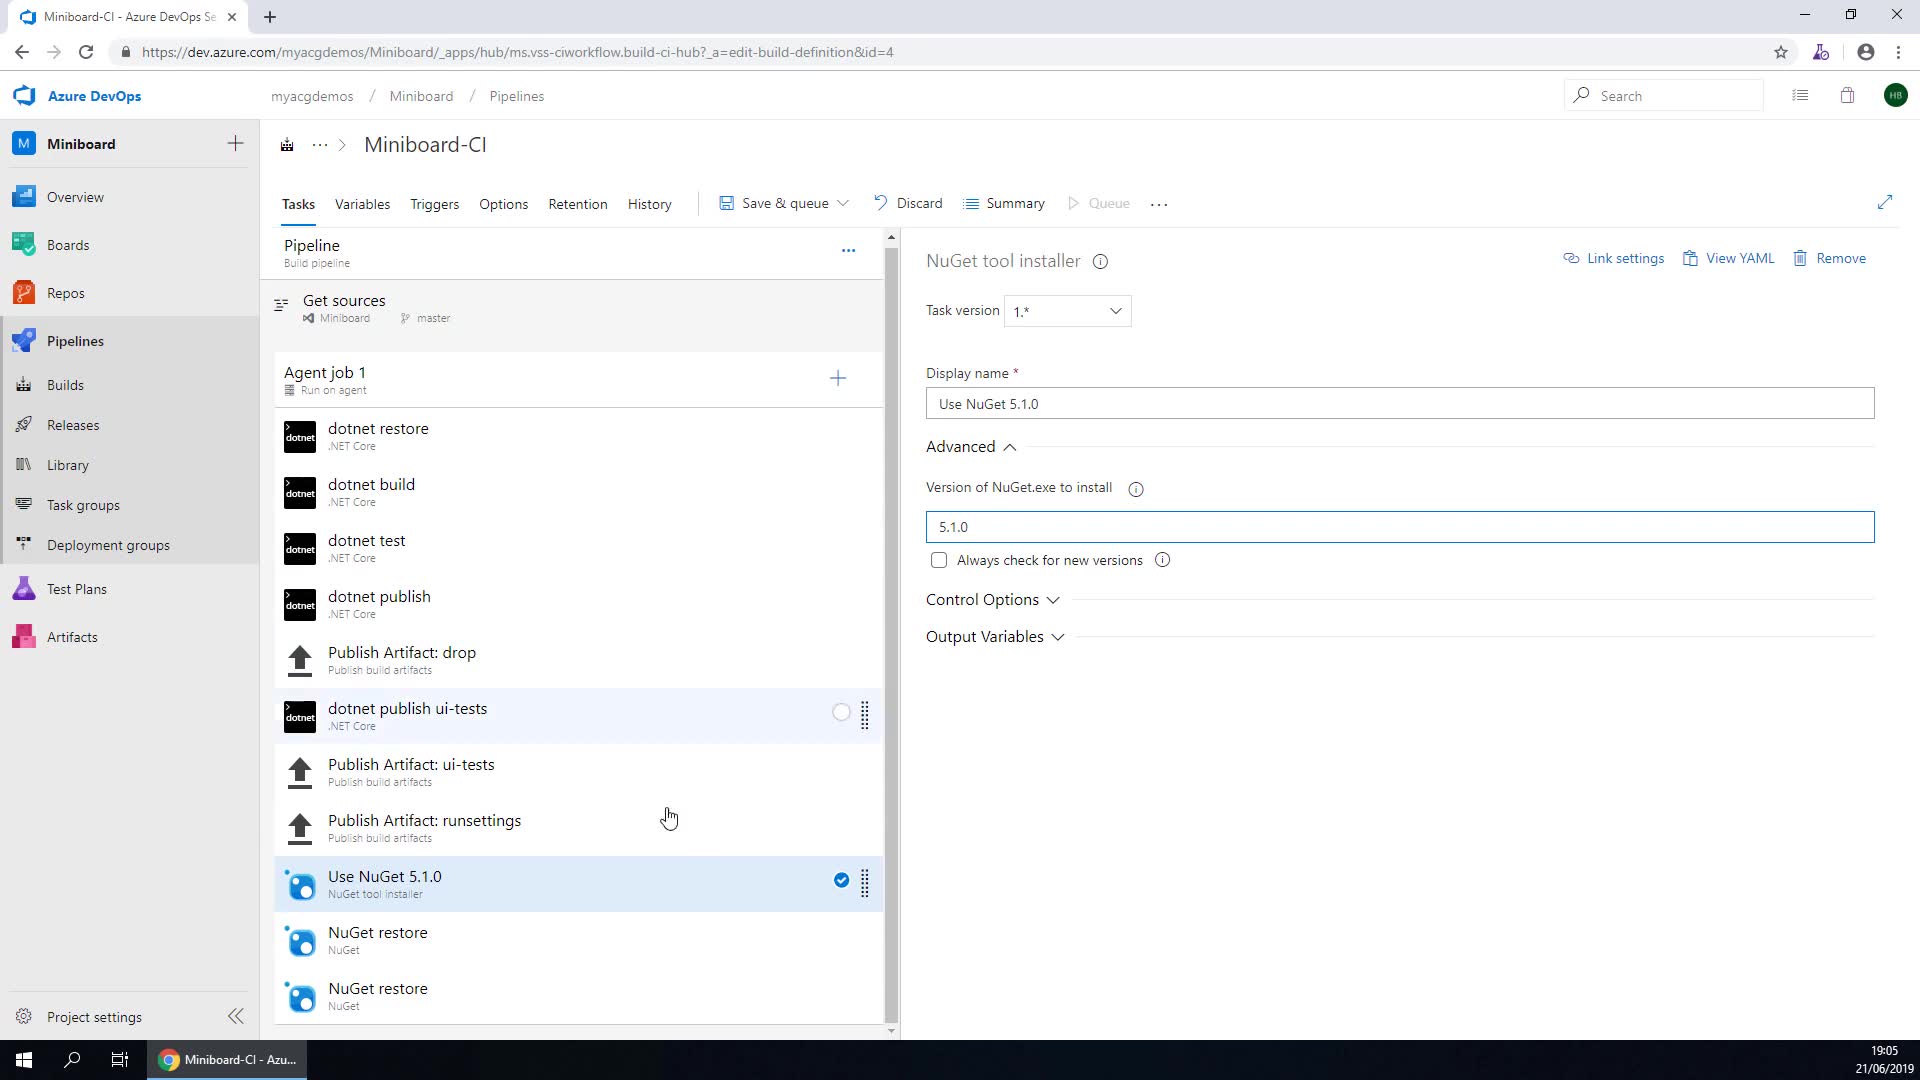 Miniboard-CI - Azure DevOps Se
https://dev.azure.com/myacgdemos/Miniboard/_apps/hub/ms.vss-ciworkflow.build-ci-hub?_a=edit-build-definition&id=4
Azure DevOps
myacgdemos / Miniboard / Pipelines
Search
HB
M Miniboard
Overview
Boards
Repos
Pipelines
Builds
Releases
Library
Task groups
Deployment groups
Test Plans
Artifacts
Project settings
Miniboard-CI
Tasks Variables Triggers Options Retention History
Save & queue Discard Summary Queue
Pipeline
Build pipeline
Get sources
Miniboard master
Agent job 1
Run on agent
dotnet dotnet restore
.NET Core
dotnet dotnet build
.NET Core
dotnet dotnet test
.NET Core
dotnet dotnet publish
.NET Core
Publish Artifact: drop
Publish build artifacts
dotnet dotnet publish ui-tests
.NET Core
Publish Artifact: ui-tests
Publish build artifacts
Publish Artifact: runsettings
Publish build artifacts
Use NuGet 5.1.0
NuGet tool installer
NuGet restore
NuGet
NuGet restore
NuGet
NuGet tool installer
Link settings View YAML Remove
Task version 1.*
Display name *
Use NuGet 5.1.0
Advanced
Version of NuGet.exe to install
5.1.0
Always check for new versions
Control Options
Output Variables
Miniboard-CI - Azu...
19:05
21/06/2019